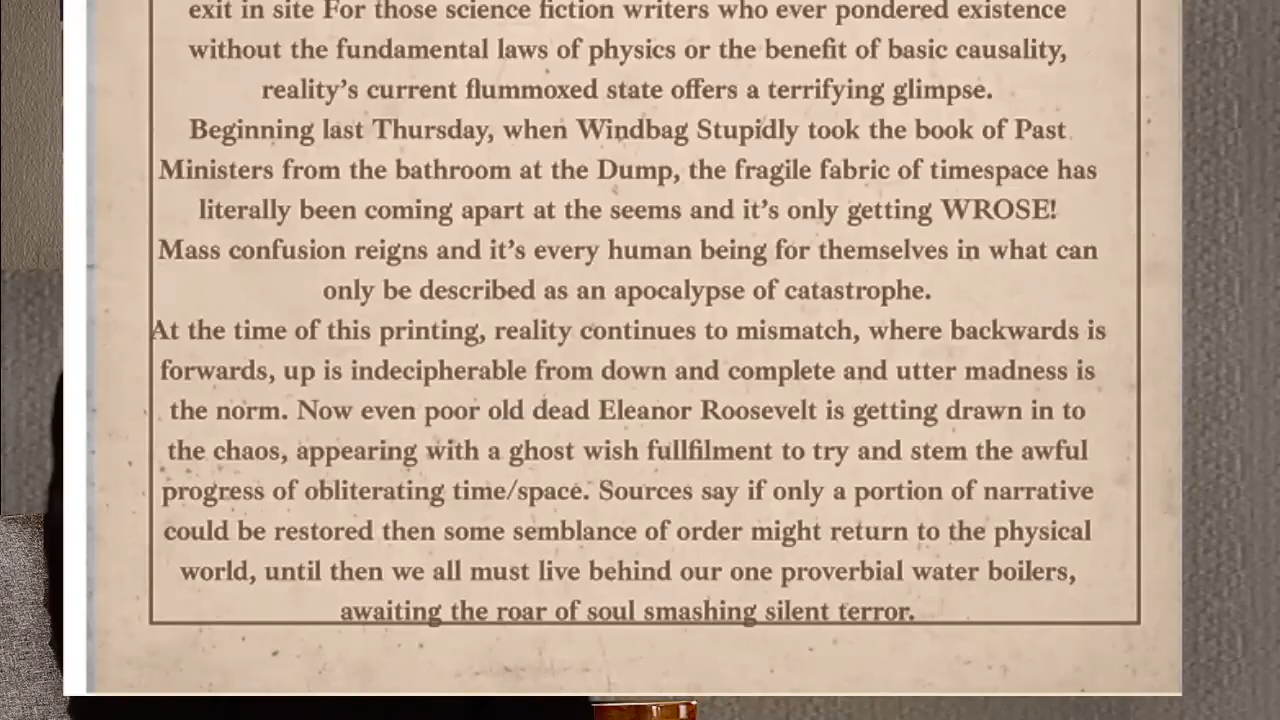 exit in site For those science fiction writers who ever pondered existence
without the fundamental laws of physics or the benefit of basic causality,
reality’s current flummoxed state offers a terrifying glimpse.
Beginning last Thursday, when Windbag Stupidly took the book of Past
Ministers from the bathroom at the Dump, the fragile fabric of timespace has
literally been coming apart at the seems and it’s only getting WROSE!
Mass confusion reigns and it’s every human being for themselves in what can
only be described as an apocalypse of catastrophe.
At the time of this printing, reality continues to mismatch, where backwards is
forwards, up is indecipherable from down and complete and utter madness is
the norm. Now even poor old dead Eleanor Roosevelt is getting drawn in to
the chaos, appearing with a ghost wish fullfilment to try and stem the awful
progress of obliterating time/space. Sources say if only a portion of narrative
could be restored then some semblance of order might return to the physical
world, until then we all must live behind our one proverbial water boilers,
awaiting the roar of soul smashing silent terror.